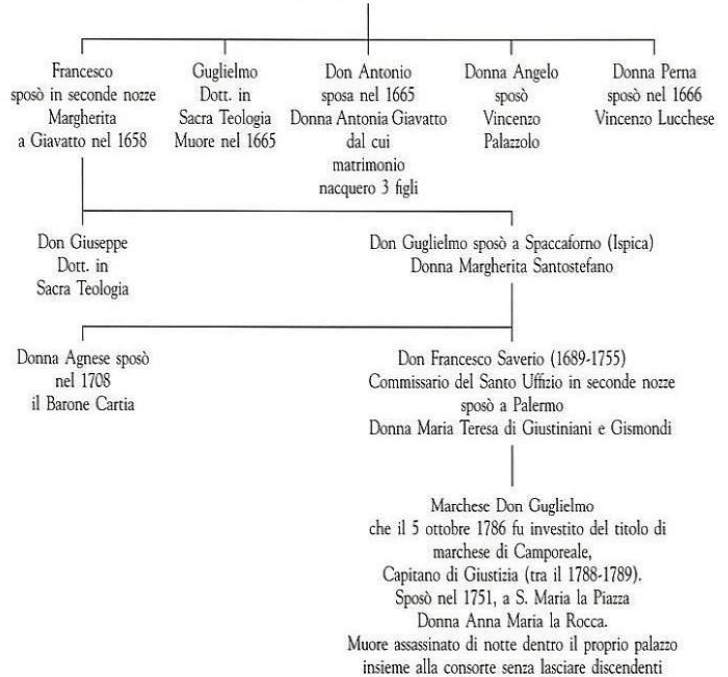 Francesco
sposò in seconde nozze
Margherita
a Giavatto nel 1658
Guglielmo
Dott. in
Sacra Teologia
Muore nel 1665
Don Antonio
sposa nel 1665
Donna Antonia Giavatto
dal cui
matrimonio
nacquero 3 figli
Donna Angelo
sposò
Vincenzo
Palazzolo
Donna Perna
sposò nel 1666
Vincenzo Lucchese
Don Giuseppe
Dott. in
Sacra Teologia
Don Guglielmo sposò a Spaccaforno (Ispica)
Donna Margherita Santostefano
Donna Agnese sposò
nel 1708
il Barone Cartia
Don Francesco Saverio (1689-1755)
Commissario del Santo Uffizio in seconde nozze
sposò a Palermo
Donna Maria Teresa di Giustiniani e Gismondi
Marchese Don Guglielmo
che il 5 ottobre 1786 fu investito del titolo di
marchese di Camporeale,
Capitano di Giustizia (tra il 1788-1789).
Sposò nel 1751, a S. Maria la Piazza
Donna Anna Maria la Rocca.
Muore assassinato di notte dentro il proprio palazzo
insieme alla consorte senza lasciare discendenti